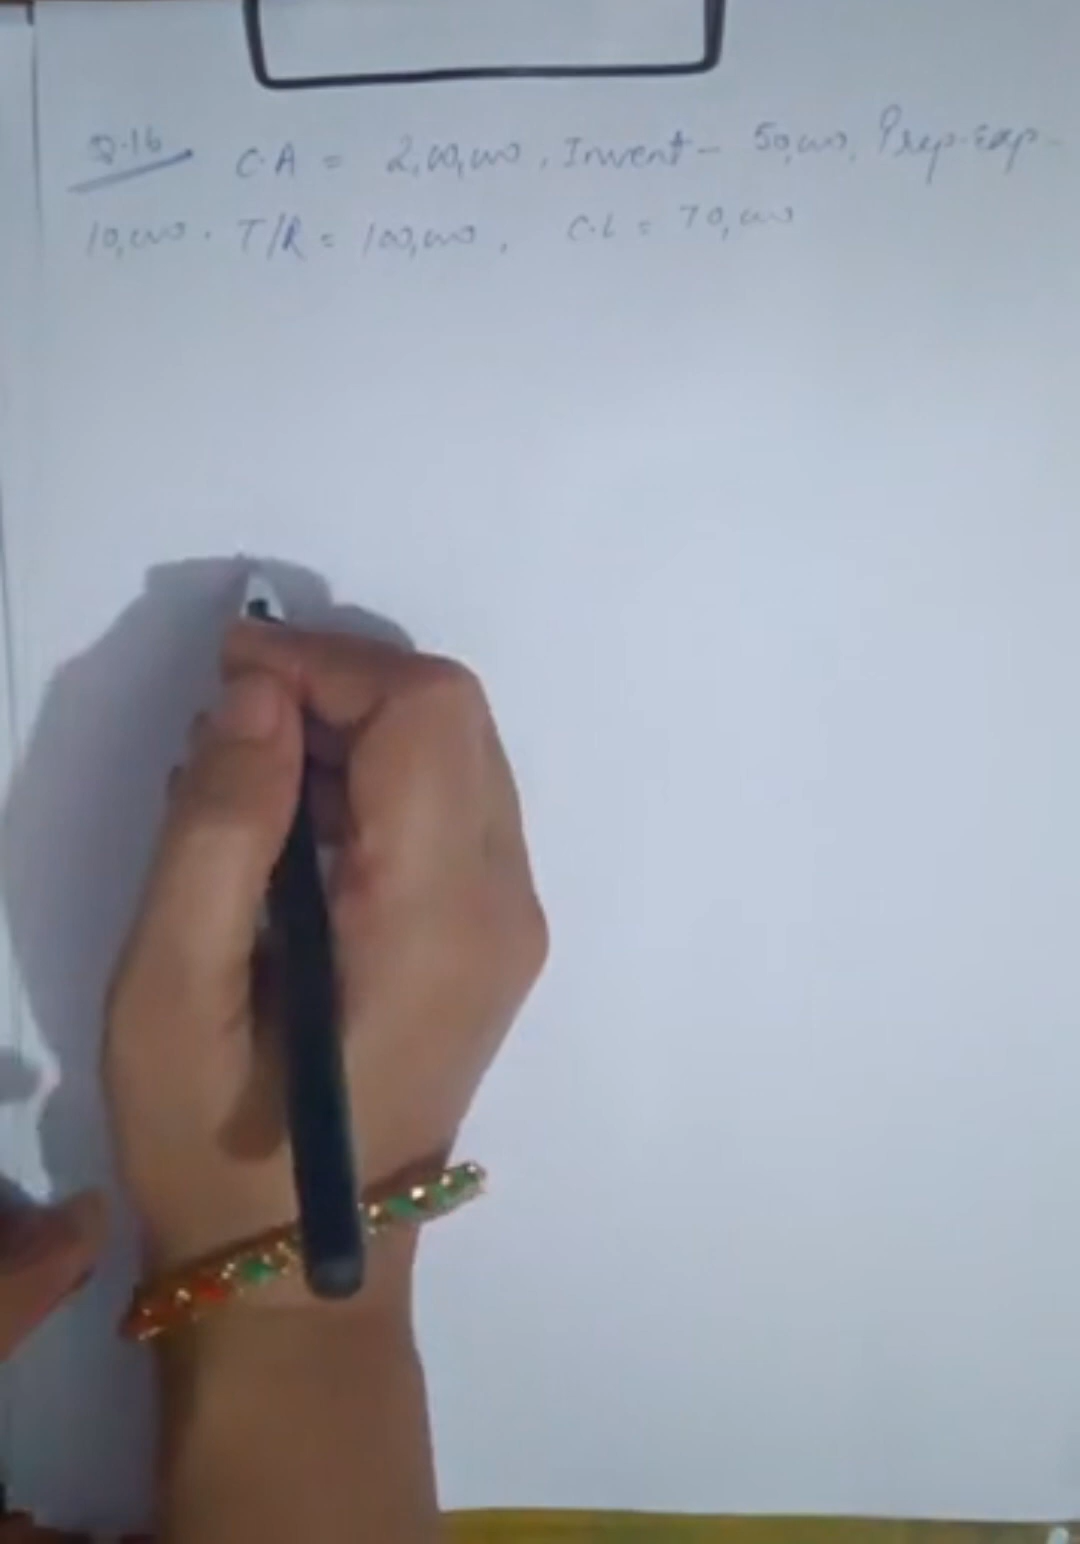 Q.16 C.A = 2,00,000, Invent - 50,000, Prep. Exp -
10,000. T/R = 100,000, C.L = 70,000